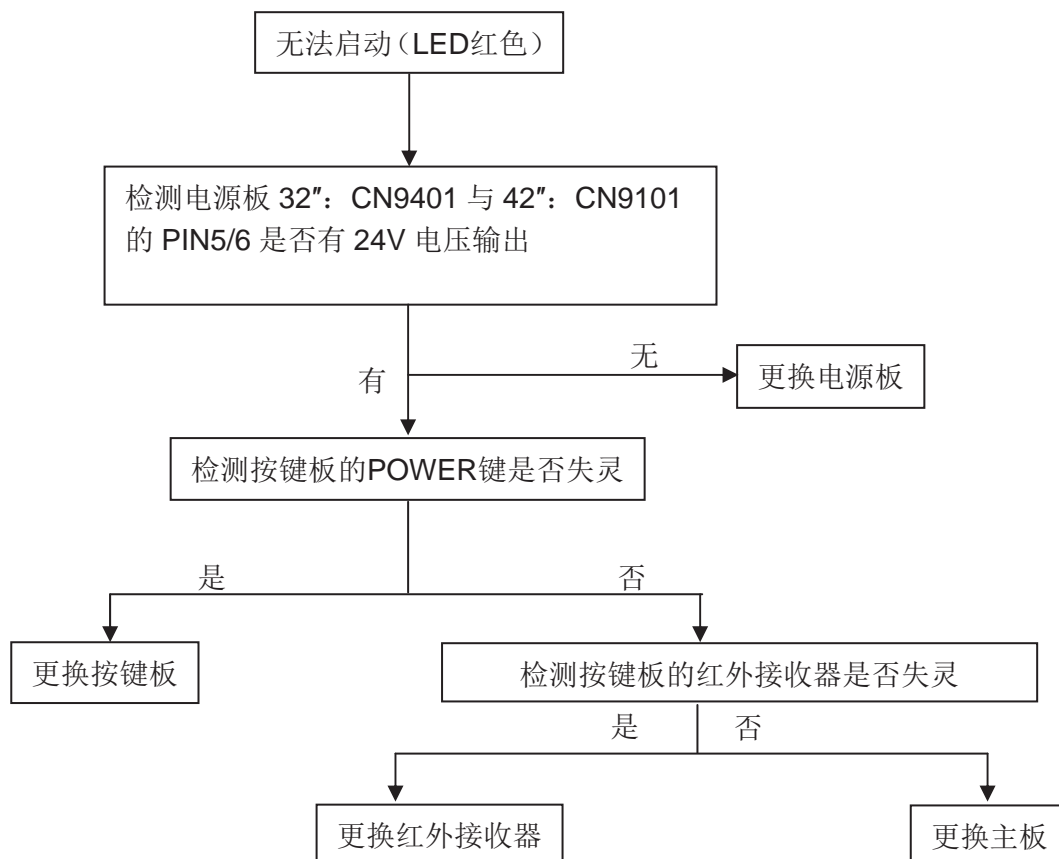 无法启动（LED红色）
检测电源板 32″：CN9401 与 42″：CN9101
的 PIN5/6 是否有 24V 电压输出
无
有
更换电源板
检测按键板的POWER键是否失灵
是
否
更换按键板
检测按键板的红外接收器是否失灵
是
否
更换红外接收器
更换主板